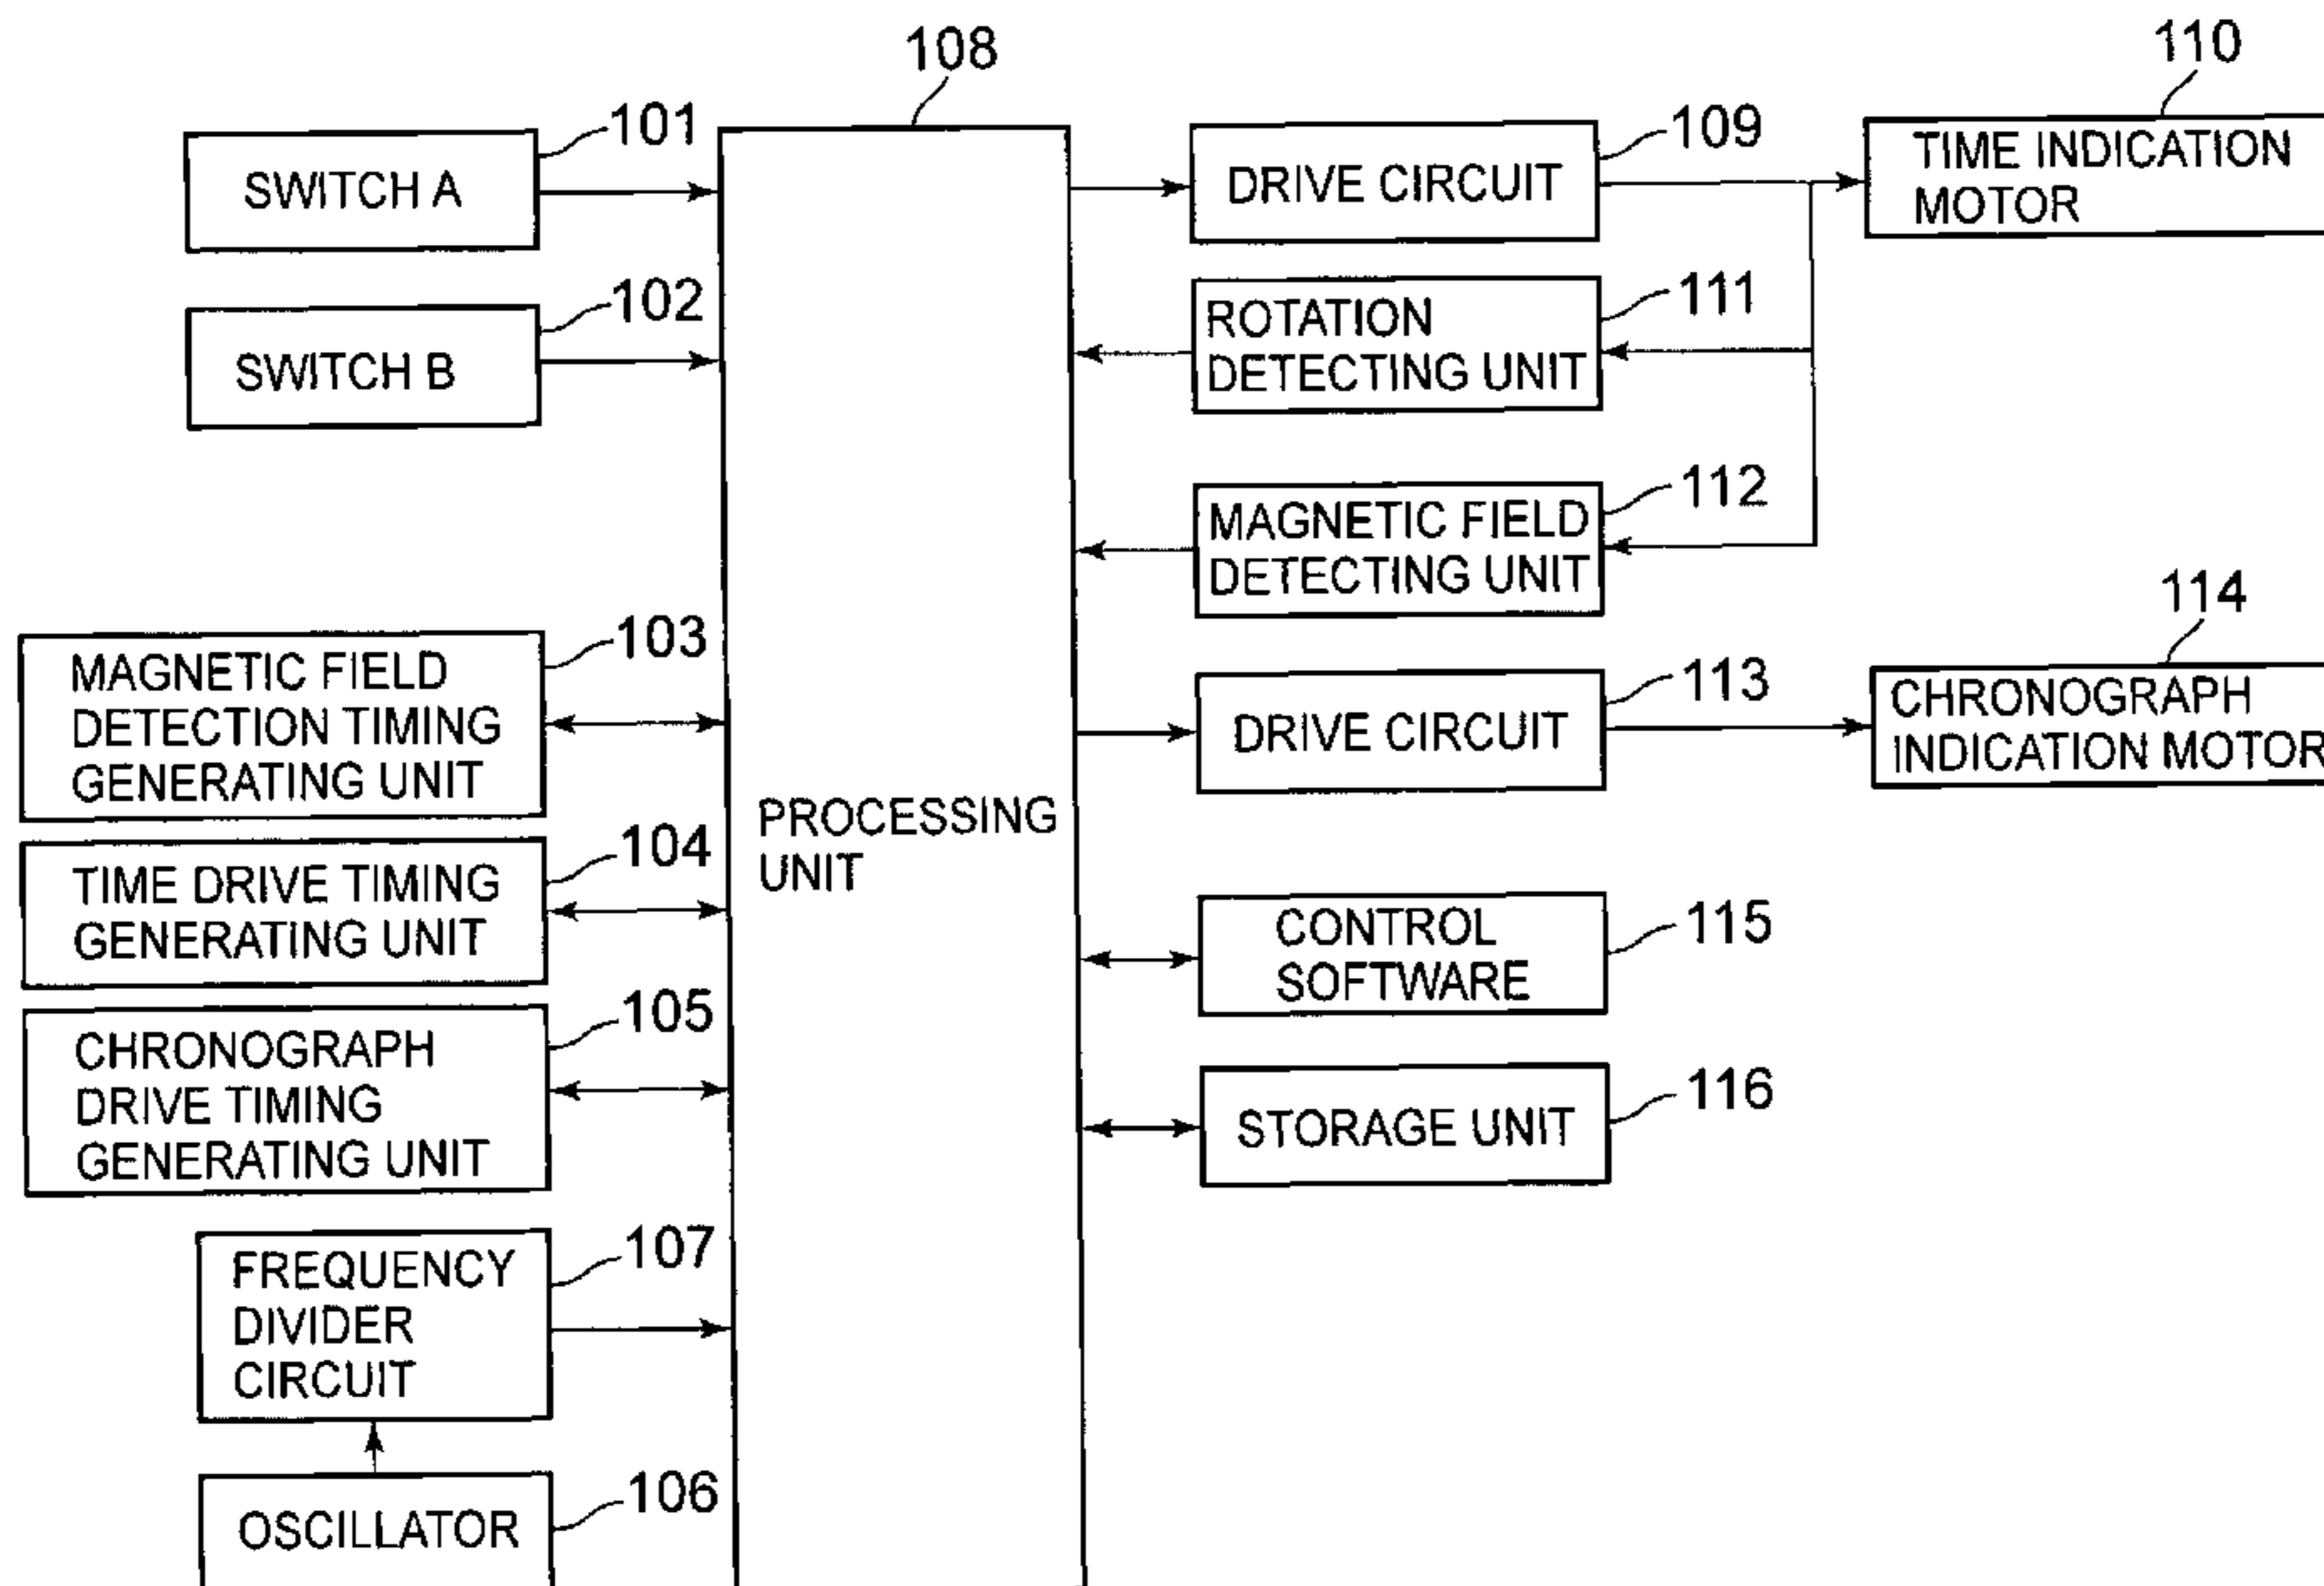 108
110
101
SWITCH A
109
DRIVE CIRCUIT
TIME INDICATION
MOTOR
102
SWITCH B
111
ROTATION
DETECTING UNIT
112
MAGNETIC FIELD
DETECTING UNIT
103
MAGNETIC FIELD
DETECTION TIMING
GENERATING UNIT
114
113
DRIVE CIRCUIT
CHRONOGRAPH
INDICATION MOTOR
PROCESSING
UNIT
104
TIME DRIVE TIMING
GENERATING UNIT
115
CONTROL
SOFTWARE
105
CHRONOGRAPH
DRIVE TIMING
GENERATING UNIT
116
STORAGE UNIT
107
FREQUENCY
DIVIDER
CIRCUIT
106
OSCILLATOR